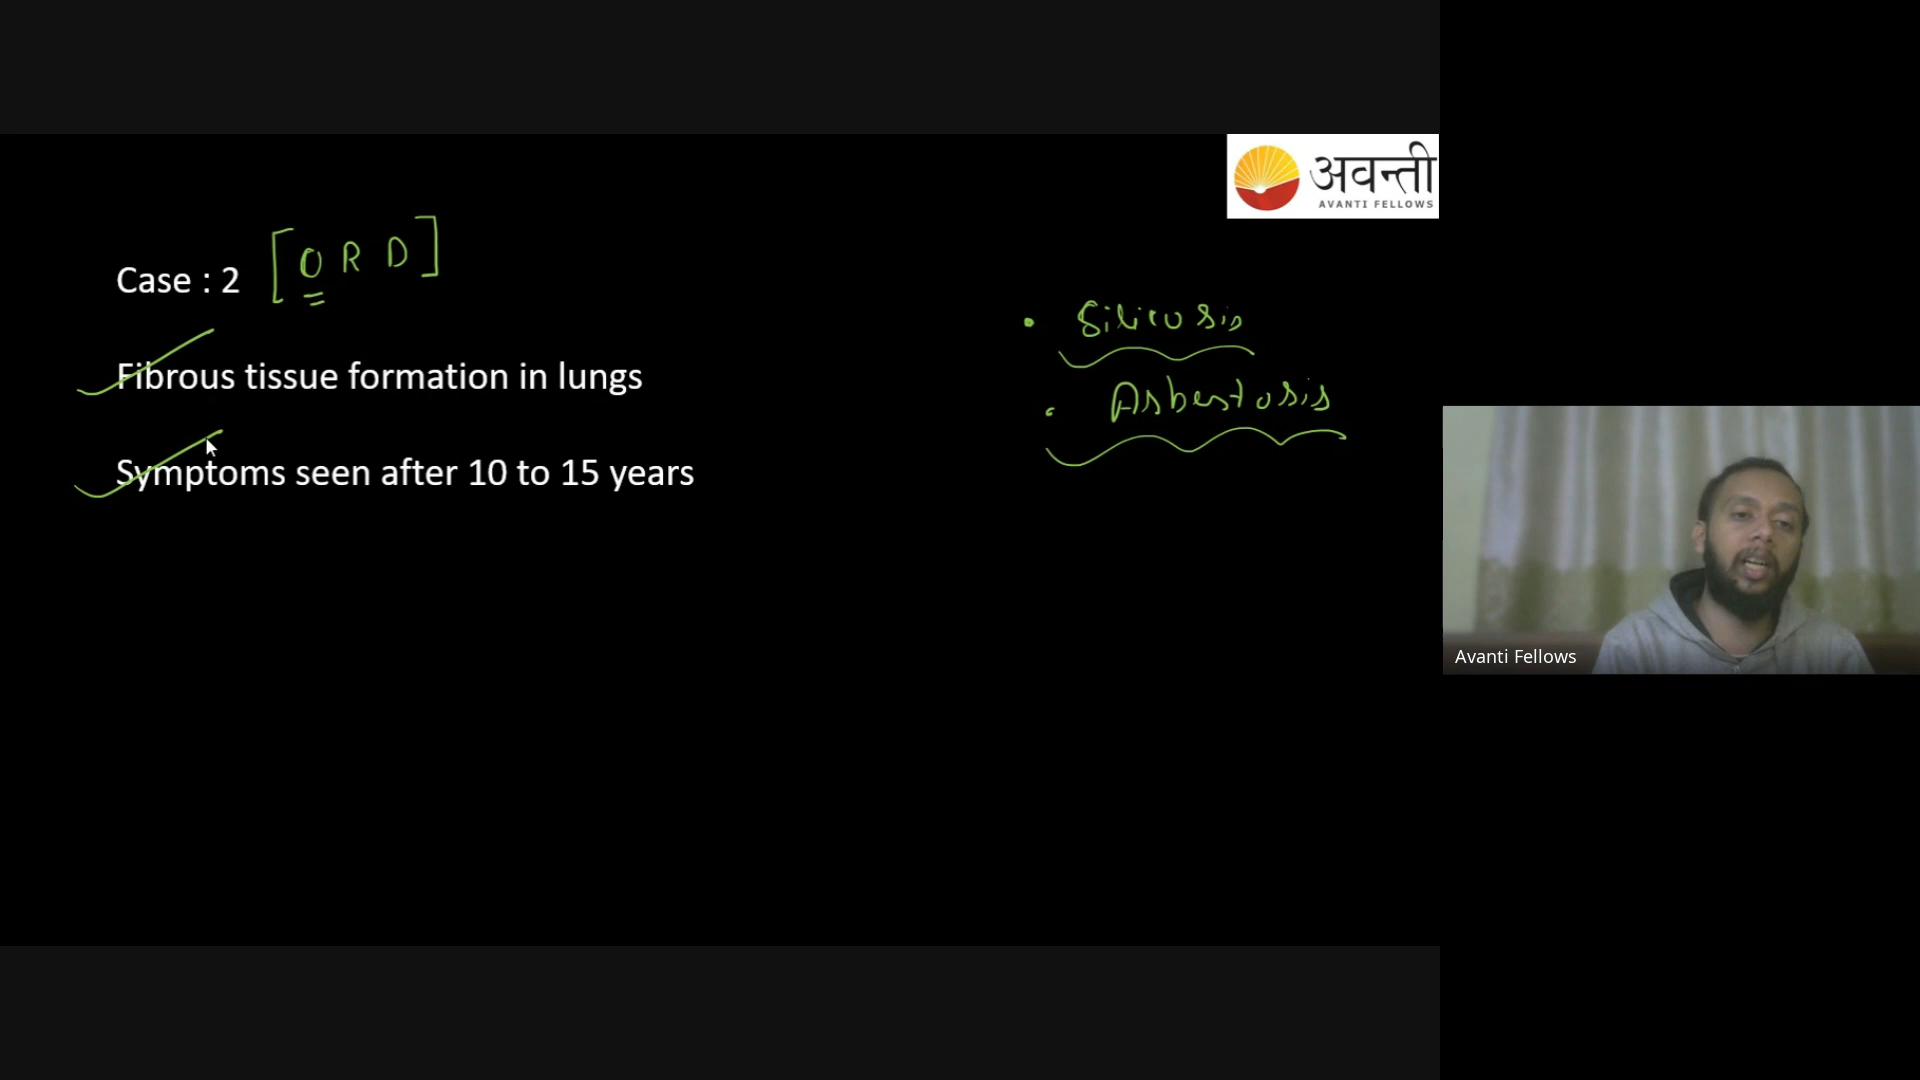 अवन्ती
AVANTI FELLOWS
Case : 2 [O R D]
Fibrous tissue formation in lungs
Symptoms seen after 10 to 15 years
• Silicosis
• Asbestosis
Avanti Fellows